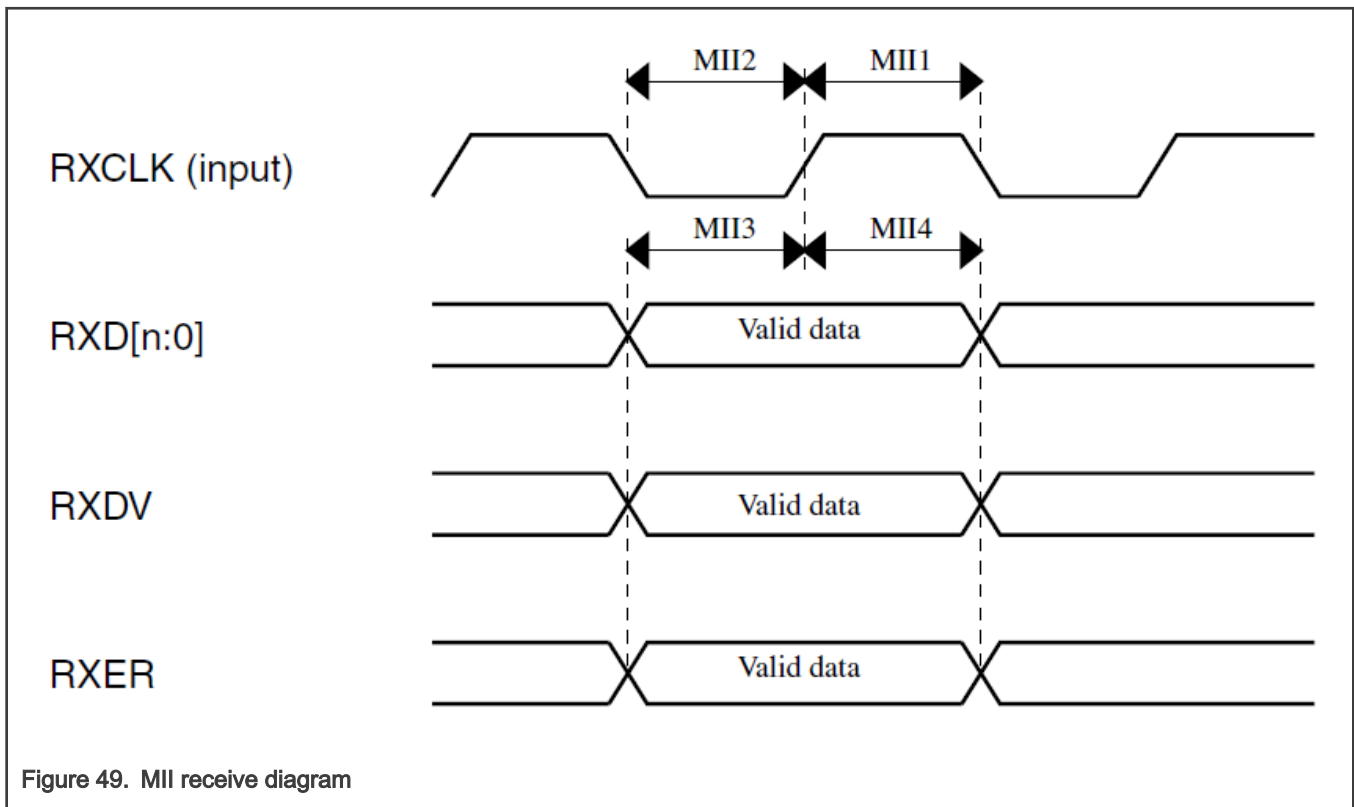 MII2 MII1
RXCLK (input)
MII3 MII4
RXD[n:0] Valid data
RXDV Valid data
RXER Valid data
Figure 49. MII receive diagram